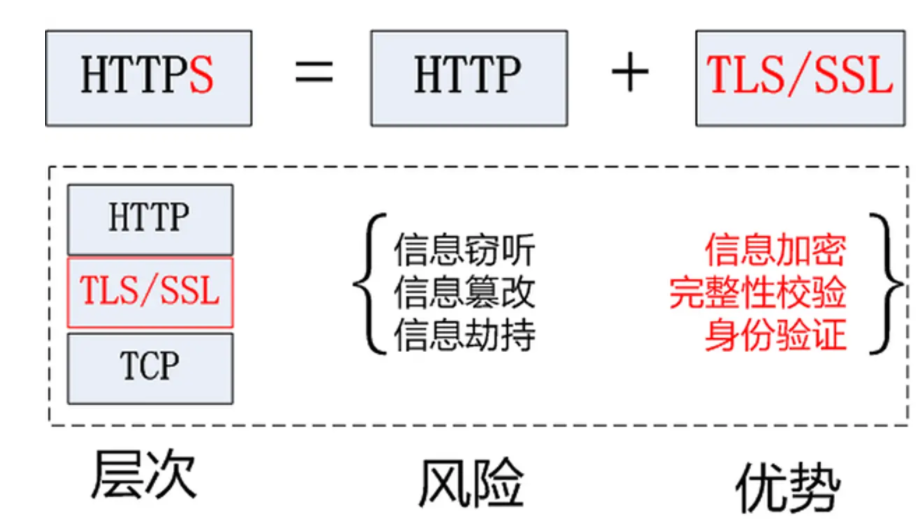 HTTPS = HTTP + TLS/SSL
HTTP
TLS/SSL
TCP
信息窃听
信息篡改
信息劫持
信息加密
完整性校验
身份验证
层次
风险
优势